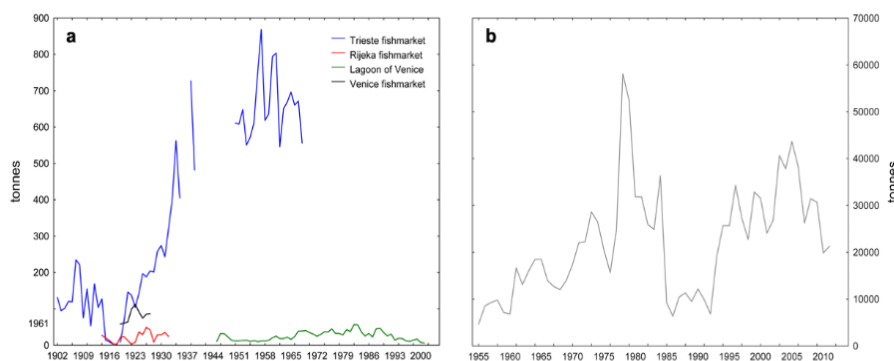 a
Trieste fishmarket
Rijeka fishmarket
Lagoon of Venice
Venice fishmarket
tonnes
900
800
700
600
500
400
300
200
100
1961
0
1902 1909 1916 1923 1930 1937 1944 1951 1958 1965 1972 1979 1986 1993 2000
b
70000
60000
50000
40000
30000
20000
10000
0
tonnes
1955 1960 1965 1970 1975 1980 1985 1990 1995 2000 2005 2010